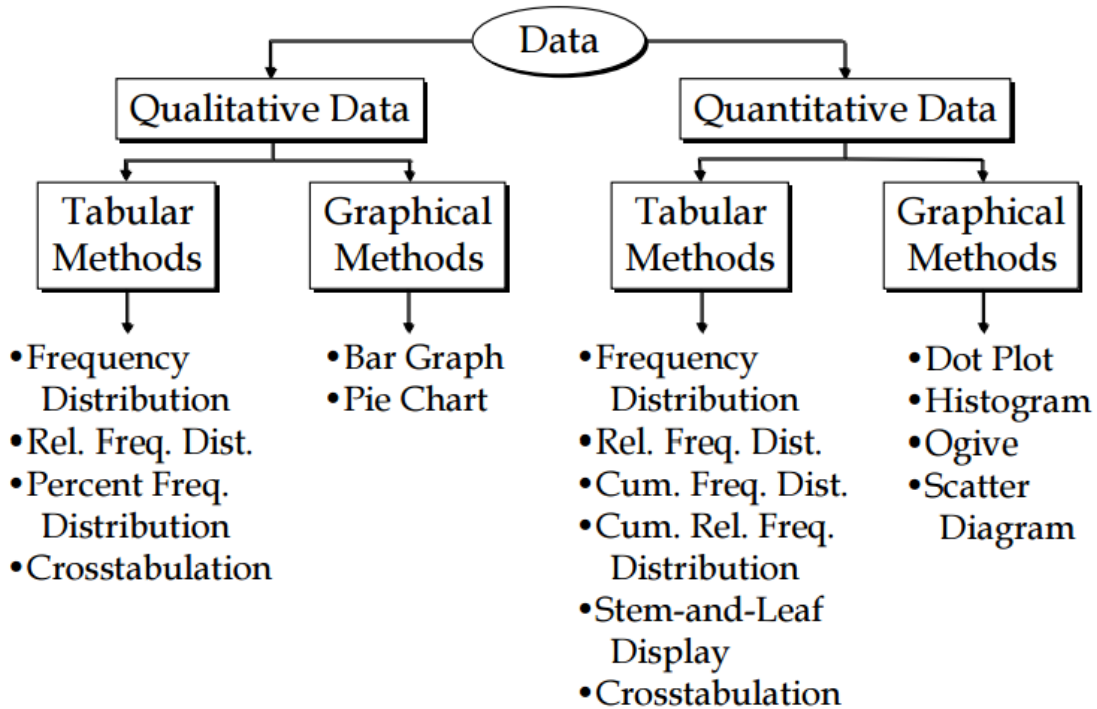 Data
Qualitative Data
Quantitative Data
Tabular
Methods
Graphical
Methods
Tabular
Methods
Graphical
Methods
•Frequency
Distribution
•Rel. Freq. Dist.
•Percent Freq.
Distribution
•Crosstabulation
•Bar Graph
•Pie Chart
•Frequency
Distribution
•Rel. Freq. Dist.
•Cum. Freq. Dist.
•Cum. Rel. Freq.
Distribution
•Stem-and-Leaf
Display
•Crosstabulation
•Dot Plot
•Histogram
•Ogive
•Scatter
Diagram